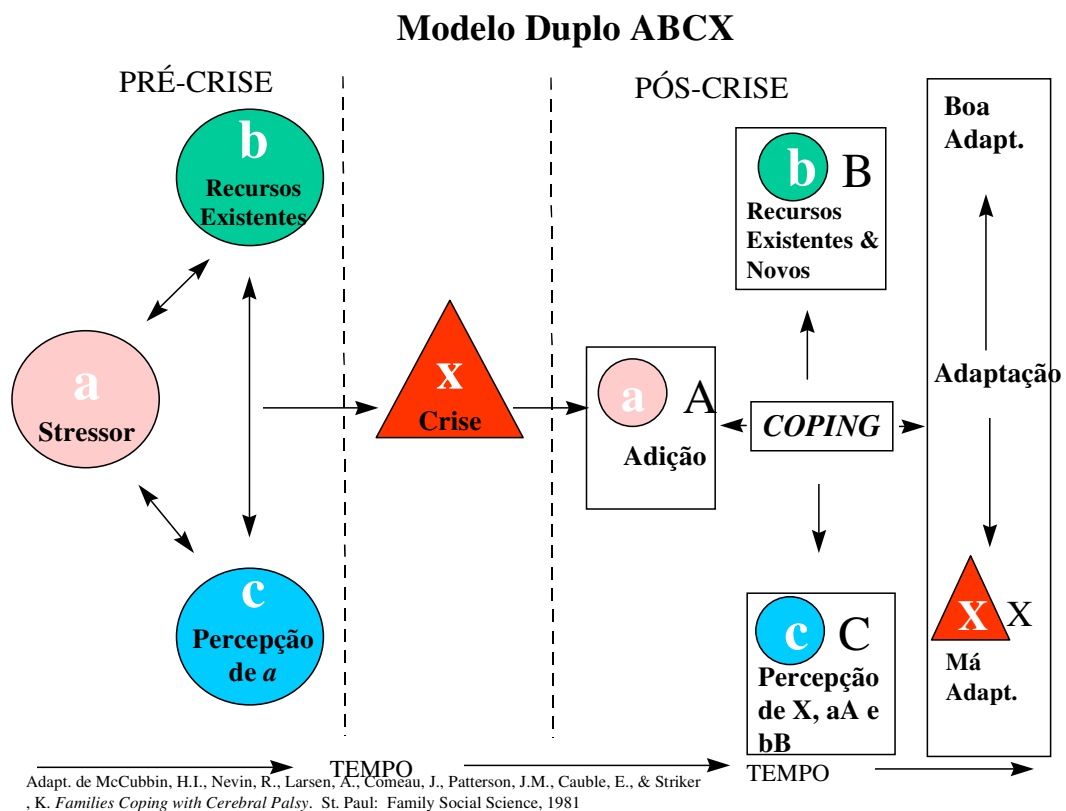 Modelo Duplo ABCX
PRÉ-CRISE
PÓS-CRISE
b
Recursos
Existentes
a
Stressor
c
Percepção
de a
x
Crise
a A
Adição
b B
Recursos
Existentes &
Novos
COPING
c C
Percepção
de X, aA e
bB
Boa
Adapt.
Adaptação
X X
Má
Adapt.
TEMPO
TEMPO
Adapt. de McCubbin, H.I., Nevin, R., Larsen, A., Comeau, J., Patterson, J.M., Cauble, E., & Striker
, K. Families Coping with Cerebral Palsy. St. Paul: Family Social Science, 1981